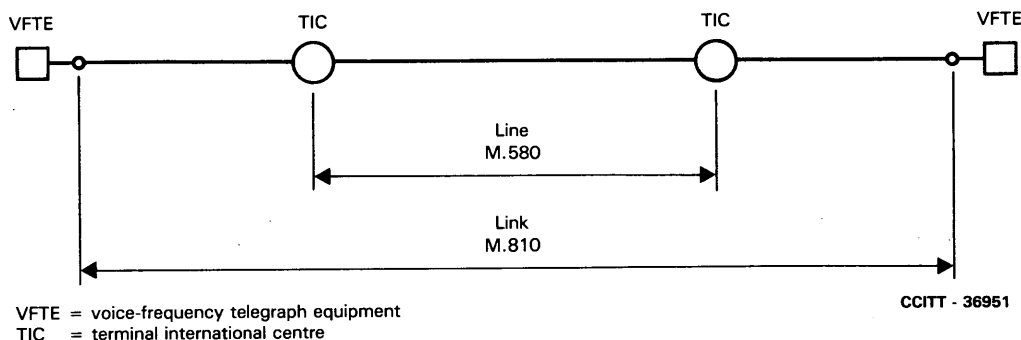 VFTE
TIC
TIC
VFTE
Line
M.580
Link
M.810
VFTE = voice-frequency telegraph equipment
TIC = terminal international centre
CCITT - 36951